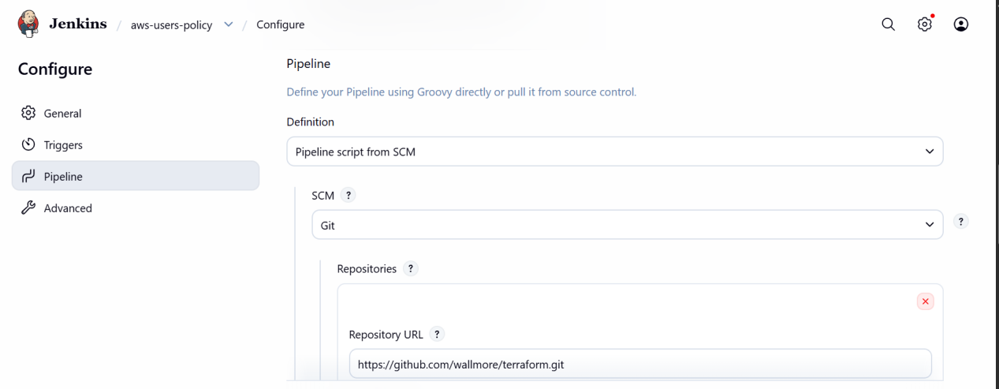 Jenkins / aws-users-policy / Configure
Configure
General
Triggers
Pipeline
Advanced
Pipeline
Define your Pipeline using Groovy directly or pull it from source control.
Definition
Pipeline script from SCM
SCM ?
Git
?
Repositories ?
Repository URL ?
https://github.com/wallmore/terraform.git